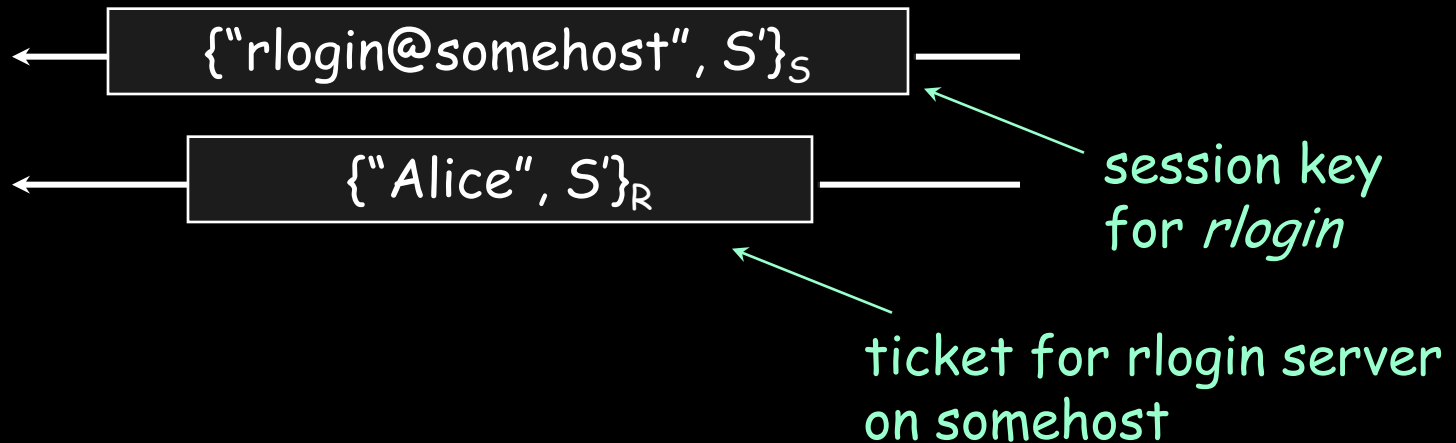 {“rlogin@somehost”, S’}S
{“Alice”, S’}R
session key
for rlogin
ticket for rlogin server
on somehost